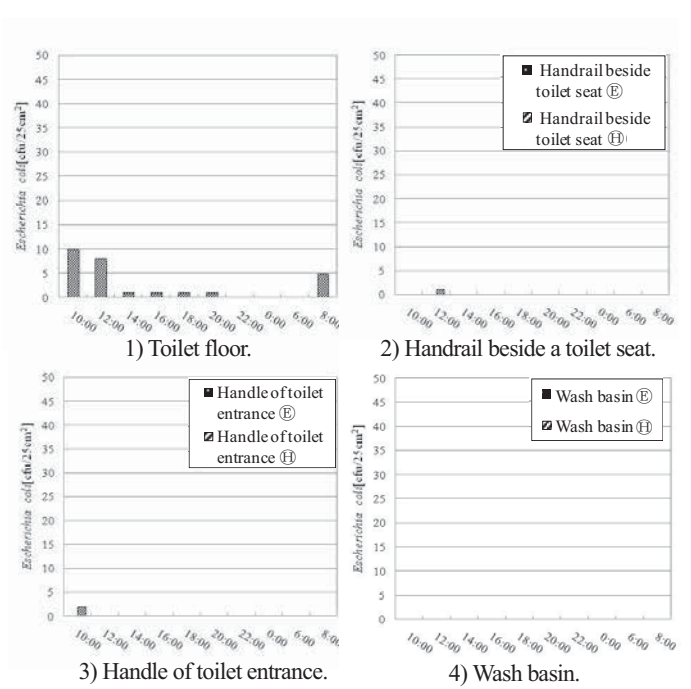 50
45
40
35
30
25
20
15
10
5
0
Escherichia coli[cfu/25cm²]
10:00 12:00 14:00 16:00 18:00 20:00 22:00 0:00 6:00 8:00
1) Toilet floor.
50
45
40
35
30
25
20
15
10
5
0
Escherichia coli[cfu/25cm²]
Handrail beside
toilet seat Ⓔ
Handrail beside
toilet seat Ⓗ
10:00 12:00 14:00 16:00 18:00 20:00 22:00 0:00 6:00 8:00
2) Handrail beside a toilet seat.
50
45
40
35
30
25
20
15
10
5
0
Escherichia coli[cfu/25cm²]
Handle of toilet
entrance Ⓔ
Handle of toilet
entrance Ⓗ
10:00 12:00 14:00 16:00 18:00 20:00 22:00 0:00 6:00 8:00
3) Handle of toilet entrance.
50
45
40
35
30
25
20
15
10
5
0
Escherichia coli[cfu/25cm²]
Wash basin Ⓔ
Wash basin Ⓗ
10:00 12:00 14:00 16:00 18:00 20:00 22:00 0:00 6:00 8:00
4) Wash basin.